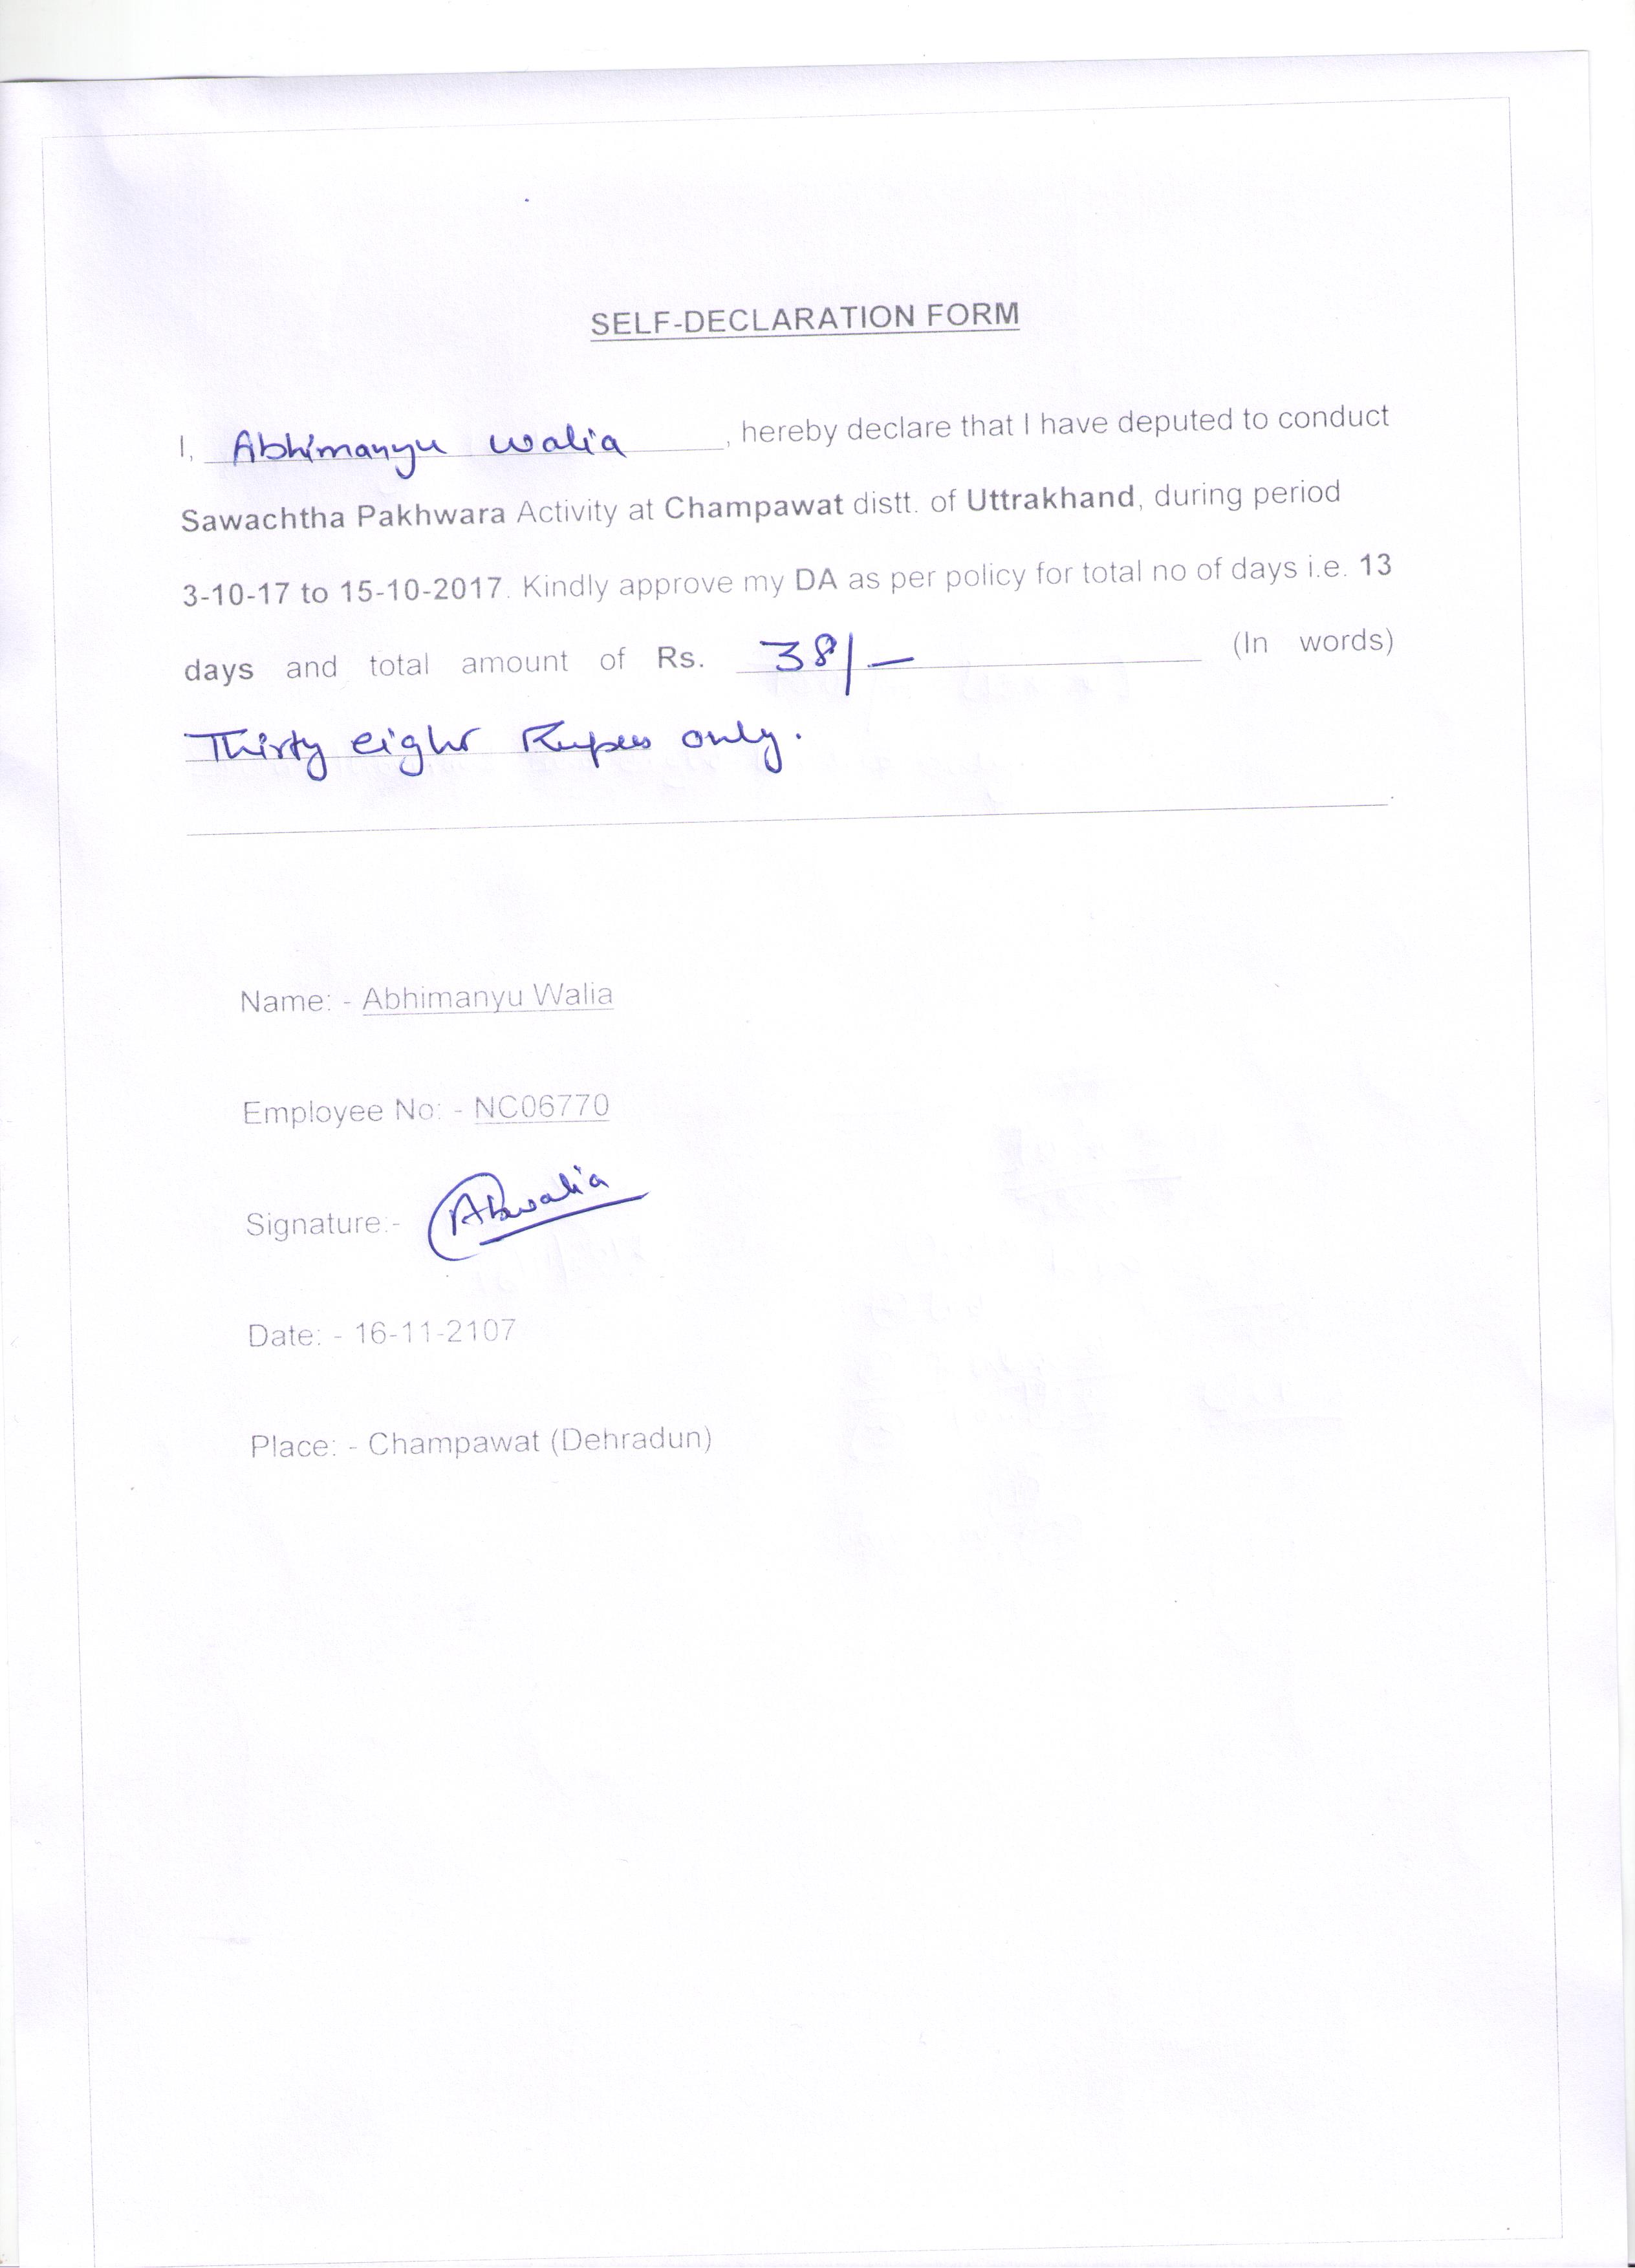 SELF-DECLARATION FORM
I, Abhimanyu Walia, hereby declare that I have deputed to conduct
Sawachtha Pakhwara Activity at Champawat distt. of Uttrakhand, during period
3-10-17 to 15-10-2017. Kindly approve my DA as per policy for total no of days i.e. 13
days and total amount of Rs. 38/- (In words)
Thirty eight Rupees only.
Name: - Abhimanyu Walia
Employee No: - NC06770
Signature:- Abwalia
Date: - 16-11-2107
Place: - Champawat (Dehradun)